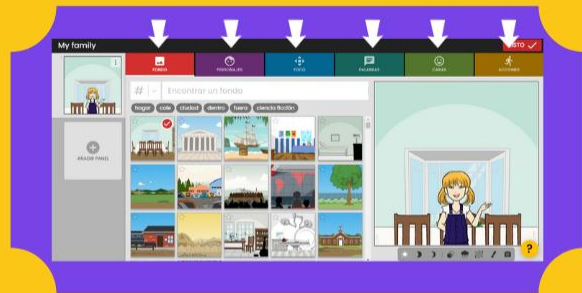 My family
LISTO
FONDO
PERSONAJES
FOCO
PALABRAS
CARAS
ACCIONES
# Encontrar un fondo
hogar calle ciudad dentro fuera ciencia ficción
AÑADIR PANEL
?